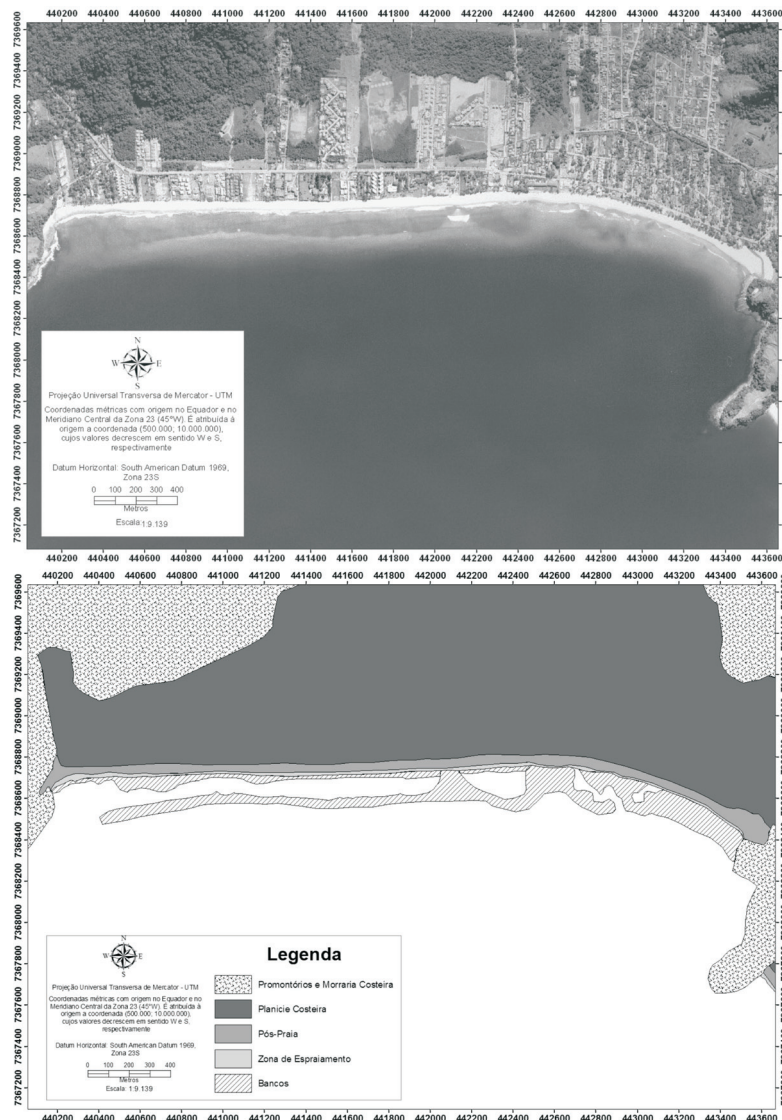 440200 440400 440600 440800 441000 441200 441400 441600 441800 442000 442200 442400 442600 442800 443000 443200 443400 443600
7369600
7369400
7369200
7369000
7368800
7368600
7368400
7368200
7368000
7367800
7367600
7367400
7367200
N
W E
S
Projeção Universal Transversa de Mercator - UTM
Coordenadas métricas com origem no Equador e no
Meridiano Central da Zona 23 (45°W). É atribuída à
origem a coordenada (500.000; 10.000.000),
cujos valores decrescem em sentido W e S,
respectivamente
Datum Horizontal: South American Datum 1969,
Zona 23S
0 100 200 300 400
Metros
Escala:1:9.139
440200 440400 440600 440800 441000 441200 441400 441600 441800 442000 442200 442400 442600 442800 443000 443200 443400 443600
440200 440400 440600 440800 441000 441200 441400 441600 441800 442000 442200 442400 442600 442800 443000 443200 443400 443600
7369600
7369400
7369200
7369000
7368800
7368600
7368400
7368200
7368000
7367800
7367600
7367400
7367200
N
W E
S
Projeção Universal Transversa de Mercator - UTM
Coordenadas métricas com origem no Equador e no
Meridiano Central da Zona 23 (45°W). É atribuída à
origem a coordenada (500.000; 10.000.000),
cujos valores decrescem em sentido W e S,
respectivamente
Datum Horizontal: South American Datum 1969,
Zona 23S
0 100 200 300 400
Metros
Escala: 1:9.139
Legenda
Promontórios e Morraria Costeira
Planicie Costeira
Pós-Praia
Zona de Espraiamento
Bancos
440200 440400 440600 440800 441000 441200 441400 441600 441800 442000 442200 442400 442600 442800 443000 443200 443400 443600